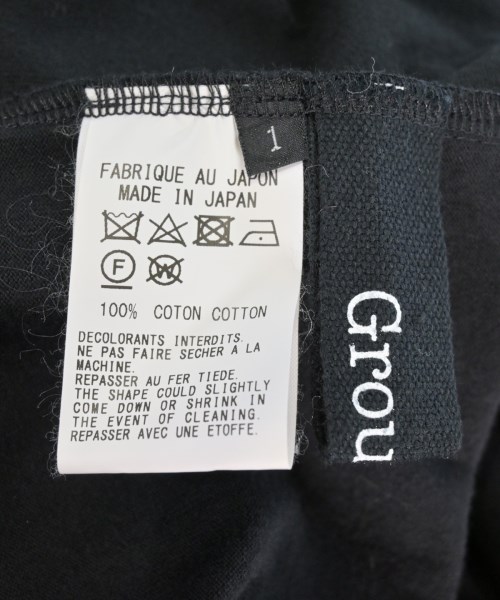 1
FABRIQUE AU JAPON
MADE IN JAPAN
F W
100% COTON COTTON
DECOLORANTS INTERDITS.
NE PAS FAIRE SECHER A LA
MACHINE.
REPASSER AU FER TIEDE.
THE SHAPE COULD SLIGHTLY
COME DOWN OR SHRINK IN
THE EVENT OF CLEANING.
REPASSER AVEC UNE ETOFFE.
Grou